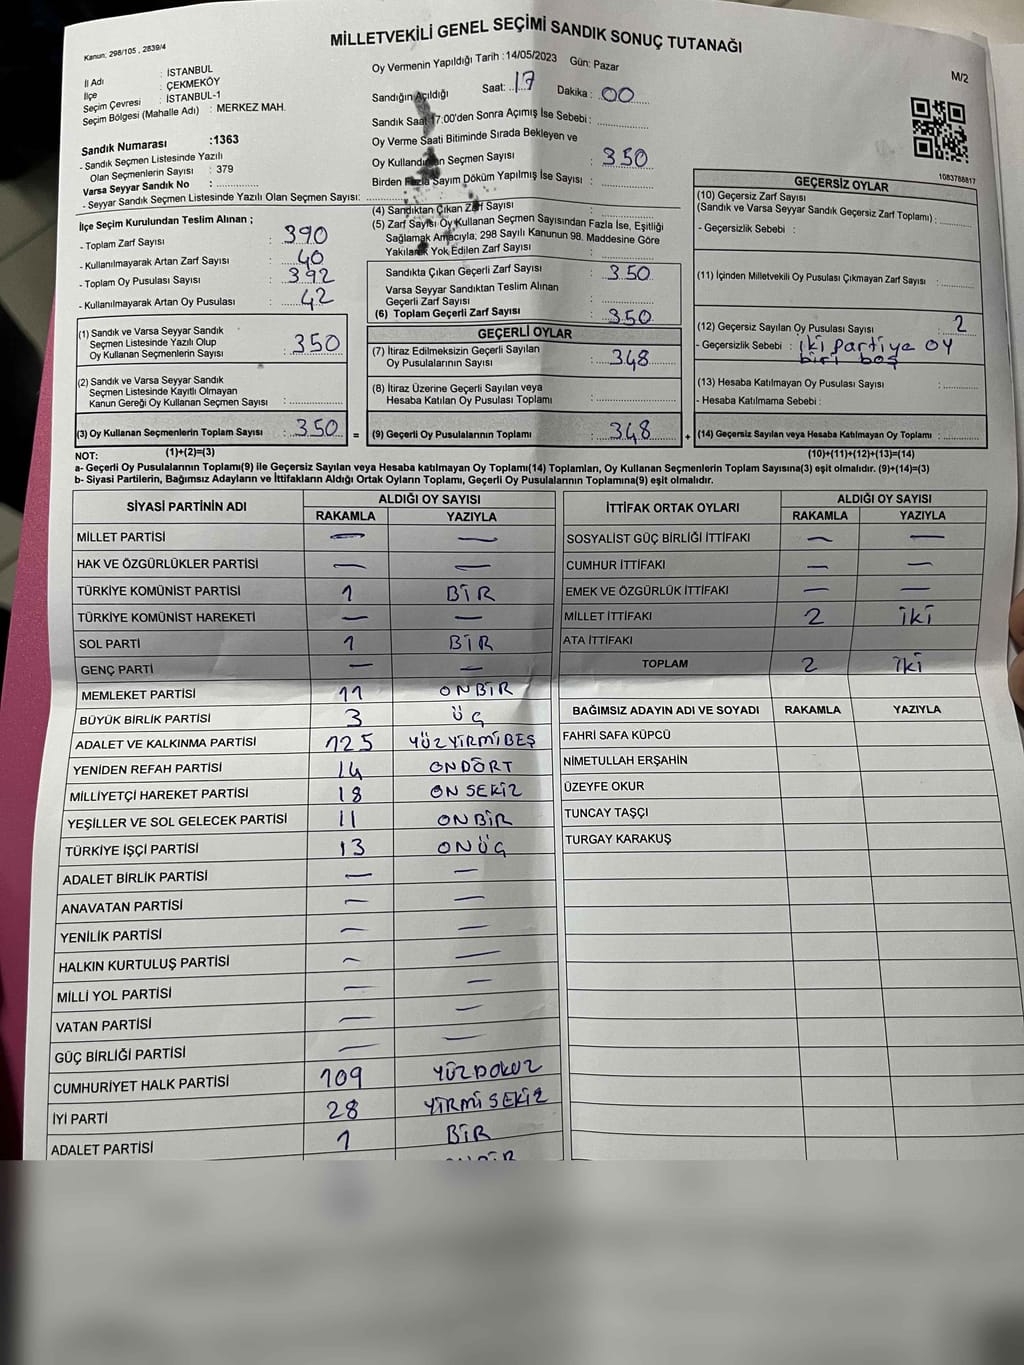 MİLLETVEKİLİ GENEL SEÇİMİ SANDIK SONUÇ TUTANAĞI
Kanun, 298/105 , 2839/4
M/2
İl Adı : İSTANBUL
İlçe : ÇEKMEKÖY
Seçim Çevresi : İSTANBUL-1
Seçim Bölgesi (Mahalle Adı) : MERKEZ MAH.
Sandık Numarası :1363
- Sandık Seçmen Listesinde Yazılı
Olan Seçmenlerin Sayısı : 379
Varsa Seyyar Sandık No :
- Seyyar Sandık Seçmen Listesinde Yazılı Olan Seçmen Sayısı:
Oy Vermenin Yapıldığı Tarih : 14/05/2023 Gün: Pazar
Sandığın Açıldığı Saat: 17 Dakika : 00
Sandık Saat 17:00'den Sonra Açımış İse Sebebi :
Oy Verme Saati Bitiminde Sırada Bekleyen ve
Oy Kullandıran Seçmen Sayısı : 350
Birden Fazla Sayım Döküm Yapılmış İse Sayısı :
1083788817
İlçe Seçim Kurulundan Teslim Alınan ;
- Toplam Zarf Sayısı : 390
- Kullanılmayarak Artan Zarf Sayısı : 40
- Toplam Oy Pusulası Sayısı : 392
- Kullanılmayarak Artan Oy Pusulası : 42
(4) Sandıktan Çıkan Zarf Sayısı :
(5) Zarf Sayısı Oy Kullanan Seçmen Sayısından Fazla İse, Eşitliği
Sağlamak Amacıyla, 298 Sayılı Kanunun 98. Maddesine Göre
Yakılarak Yok Edilen Zarf Sayısı :
Sandıkta Çıkan Geçerli Zarf Sayısı : 350
Varsa Seyyar Sandıktan Teslim Alınan
Geçerli Zarf Sayısı :
(6) Toplam Geçerli Zarf Sayısı : 350
GEÇERSİZ OYLAR
(10) Geçersiz Zarf Sayısı
(Sandık ve Varsa Seyyar Sandık Geçersiz Zarf Toplamı) :
- Geçersizlik Sebebi :
(11) İçinden Milletvekili Oy Pusulası Çıkmayan Zarf Sayısı :
(12) Geçersiz Sayılan Oy Pusulası Sayısı : 2
- Geçersizlik Sebebi : iki partiye oy
biri boş
(13) Hesaba Katılmayan Oy Pusulası Sayısı :
- Hesaba Katılmama Sebebi :
(14) Geçersiz Sayılan veya Hesaba Katılmayan Oy Toplamı :
(10)+(11)+(12)+(13)=(14)
(1) Sandık ve Varsa Seyyar Sandık
Seçmen Listesinde Yazılı Olup
Oy Kullanan Seçmenlerin Sayısı : 350
(2) Sandık ve Varsa Seyyar Sandık
Seçmen Listesinde Kayıtlı Olmayan
Kanun Gereği Oy Kullanan Seçmen Sayısı :
(3) Oy Kullanan Seçmenlerin Toplam Sayısı : 350 =
(1)+(2)=(3)
GEÇERLİ OYLAR
(7) İtiraz Edilmeksizin Geçerli Sayılan
Oy Pusulalarının Sayısı : 348
(8) İtiraz Üzerine Geçerli Sayılan veya
Hesaba Katılan Oy Pusulası Toplamı :
(9) Geçerli Oy Pusulalarının Toplamı : 348 +
NOT:
a- Geçerli Oy Pusulalarının Toplamı(9) ile Geçersiz Sayılan veya Hesaba katılmayan Oy Toplamı(14) Toplamları, Oy Kullanan Seçmenlerin Toplam Sayısına(3) eşit olmalıdır. (9)+(14)=(3)
b- Siyasi Partilerin, Bağımsız Adayların ve İttifakların Aldığı Ortak Oyların Toplamı, Geçerli Oy Pusulalarının Toplamına(9) eşit olmalıdır.
SİYASİ PARTİNİN ADI ALDIĞI OY SAYISI
RAKAMLA YAZIYLA
MİLLET PARTİSİ — —
HAK VE ÖZGÜRLÜKLER PARTİSİ — —
TÜRKİYE KOMÜNİST PARTİSİ 1 BİR
TÜRKİYE KOMÜNİST HAREKETİ — —
SOL PARTİ 1 BİR
GENÇ PARTİ — —
MEMLEKET PARTİSİ 11 ONBİR
BÜYÜK BİRLİK PARTİSİ 3 ÜÇ
ADALET VE KALKINMA PARTİSİ 125 YÜZYİRMİBEŞ
YENİDEN REFAH PARTİSİ 14 ONDÖRT
MİLLİYETÇİ HAREKET PARTİSİ 18 ON SEKİZ
YEŞİLLER VE SOL GELECEK PARTİSİ 11 ONBİR
TÜRKİYE İŞÇİ PARTİSİ 13 ONÜÇ
ADALET BİRLİK PARTİSİ — —
ANAVATAN PARTİSİ — —
YENİLİK PARTİSİ — —
HALKIN KURTULUŞ PARTİSİ — —
MİLLİ YOL PARTİSİ — —
VATAN PARTİSİ — —
GÜÇ BİRLİĞİ PARTİSİ — —
CUMHURİYET HALK PARTİSİ 109 YÜZDOKUZ
İYİ PARTİ 28 YİRMİ SEKİZ
ADALET PARTİSİ 1 BİR
İTTİFAK ORTAK OYLARI ALDIĞI OY SAYISI
RAKAMLA YAZIYLA
SOSYALİST GÜÇ BİRLİĞİ İTTİFAKI — —
CUMHUR İTTİFAKI — —
EMEK VE ÖZGÜRLÜK İTTİFAKI — —
MİLLET İTTİFAKI 2 iki
ATA İTTİFAKI
TOPLAM 2 iki
BAĞIMSIZ ADAYIN ADI VE SOYADI RAKAMLA YAZIYLA
FAHRİ SAFA KÜPCÜ
NİMETULLAH ERŞAHİN
ÜZEYFE OKUR
TUNCAY TAŞÇI
TURGAY KARAKUŞ